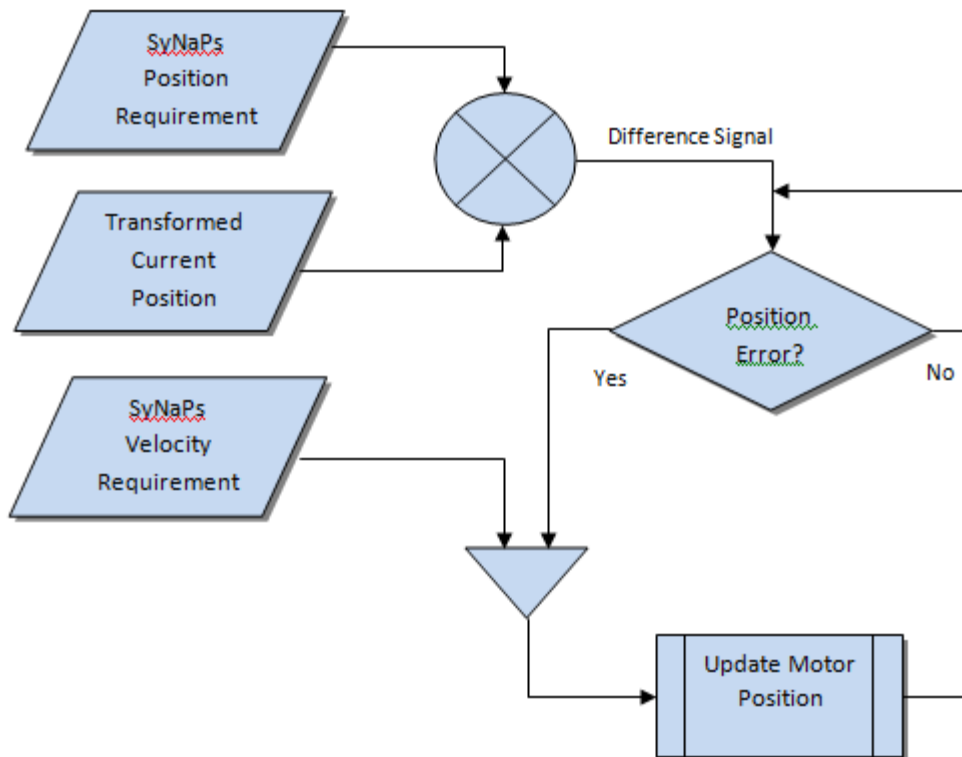 SyNaPs
Position
Requirement
Difference Signal
Transformed
Current
Position
Position
Error?
Yes
No
SyNaPs
Velocity
Requirement
Update Motor
Position